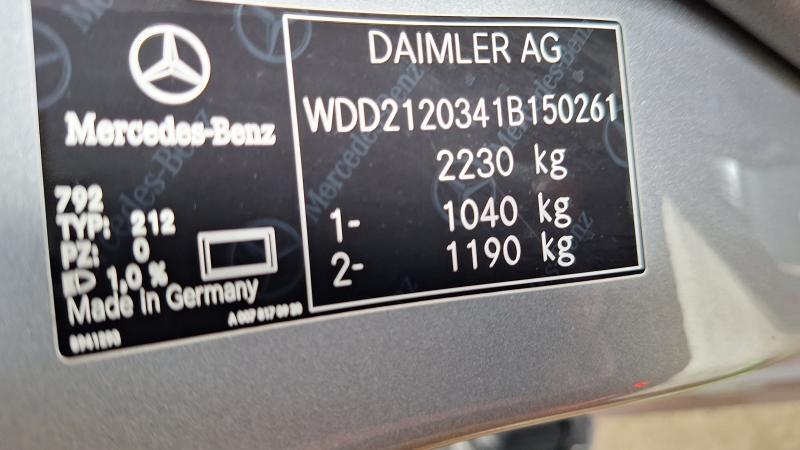 Mercedes-Benz
792
TYP: 212
PZ: 0
1,0 %
Made in Germany
DAIMLER AG
WDD2120341B150261
2230 kg
1- 1040 kg
2- 1190 kg